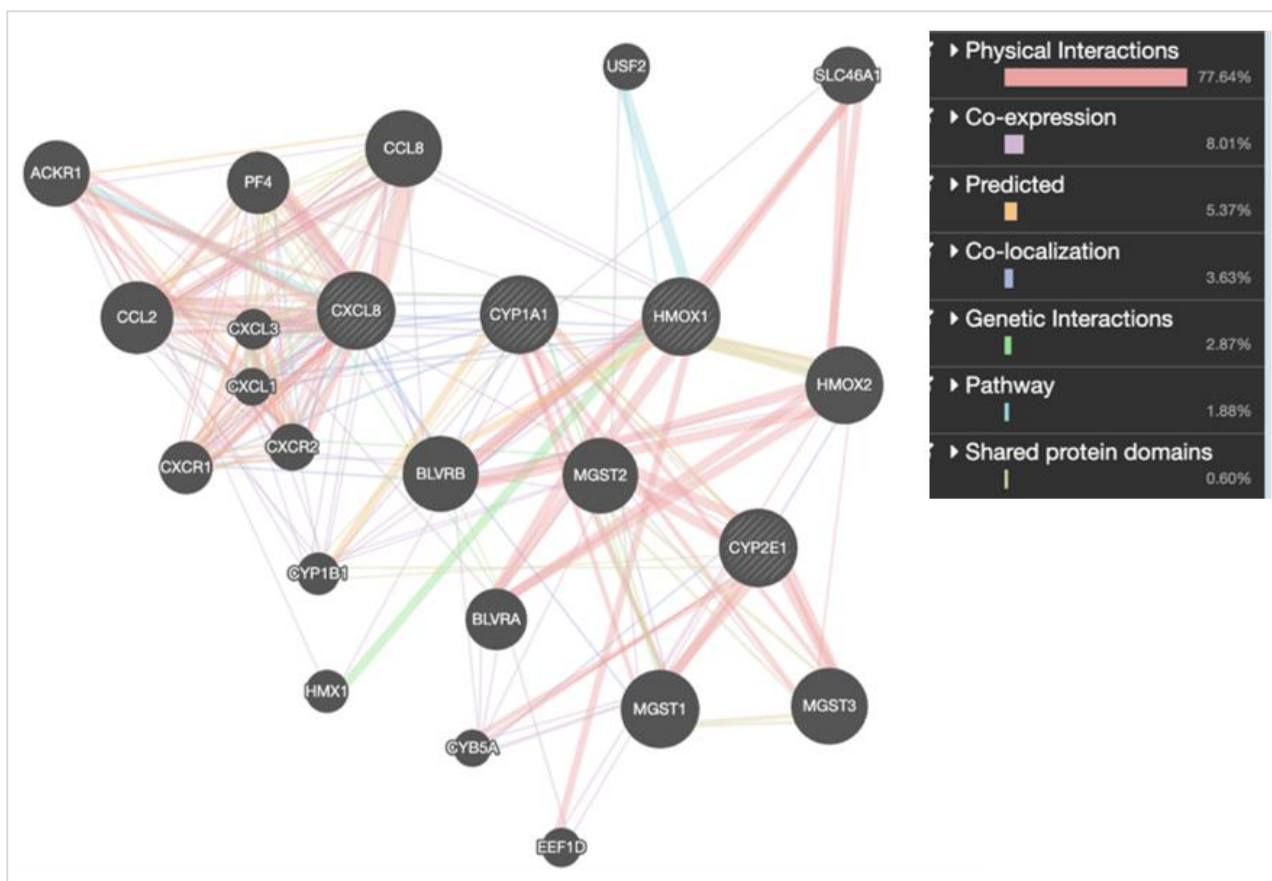 USF2
SLC46A1
CCL8
ACKR1
PF4
CCL2
CXCL8
CYP1A1
HMOX1
CXCL3
HMOX2
CXCL1
CXCR2
CXCR1
BLVRB
MGST2
CYP2E1
CYP1B1
BLVRA
HMX1
MGST1
MGST3
CYB5A
EEF1D
Physical Interactions
77.64%
Co-expression
8.01%
Predicted
5.37%
Co-localization
3.63%
Genetic Interactions
2.87%
Pathway
1.88%
Shared protein domains
0.60%